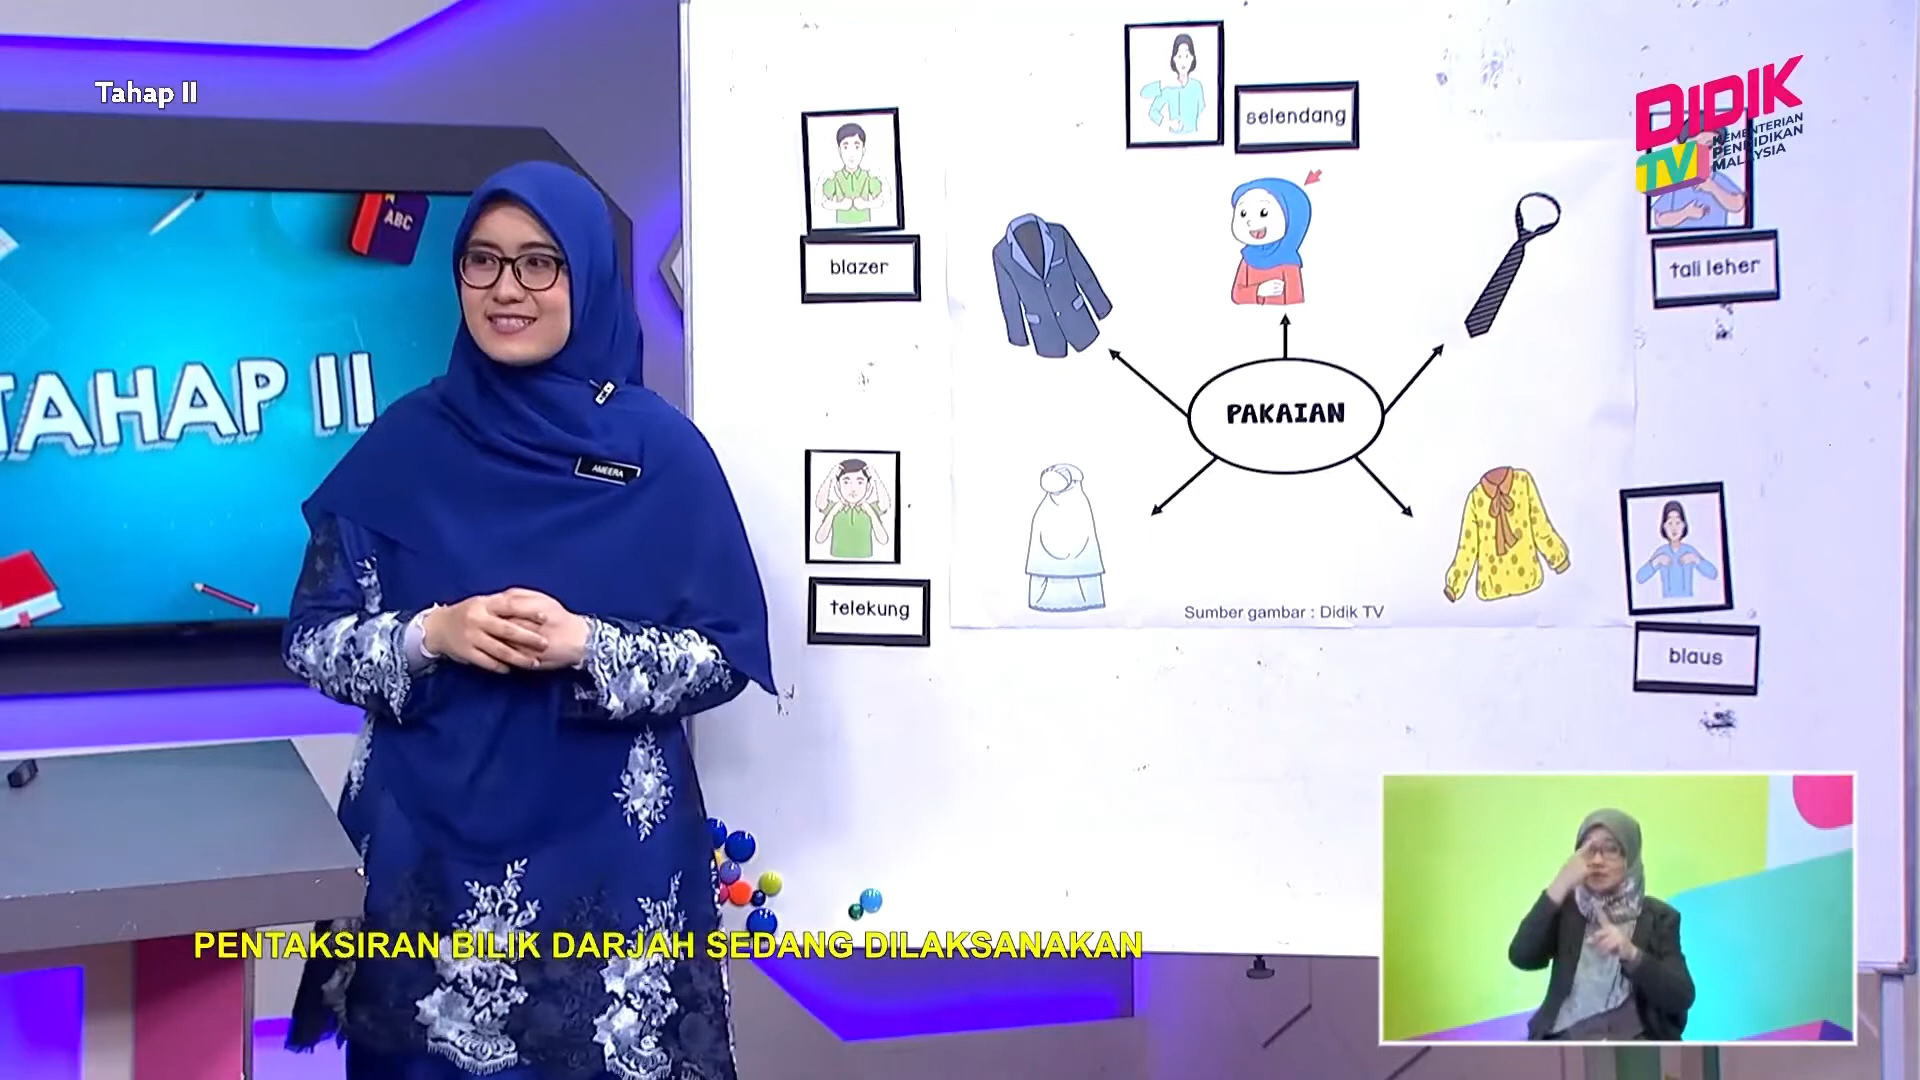 Tahap II
DIDIK
TV
KEMENTERIAN
PENDIDIKAN
MALAYSIA
ABC
TAHAP II
AMEERA
selendang
blazer
tali leher
PAKAIAN
telekung
blaus
Sumber gambar : Didik TV
PENTAKSIRAN BILIK DARJAH SEDANG DILAKSANAKAN